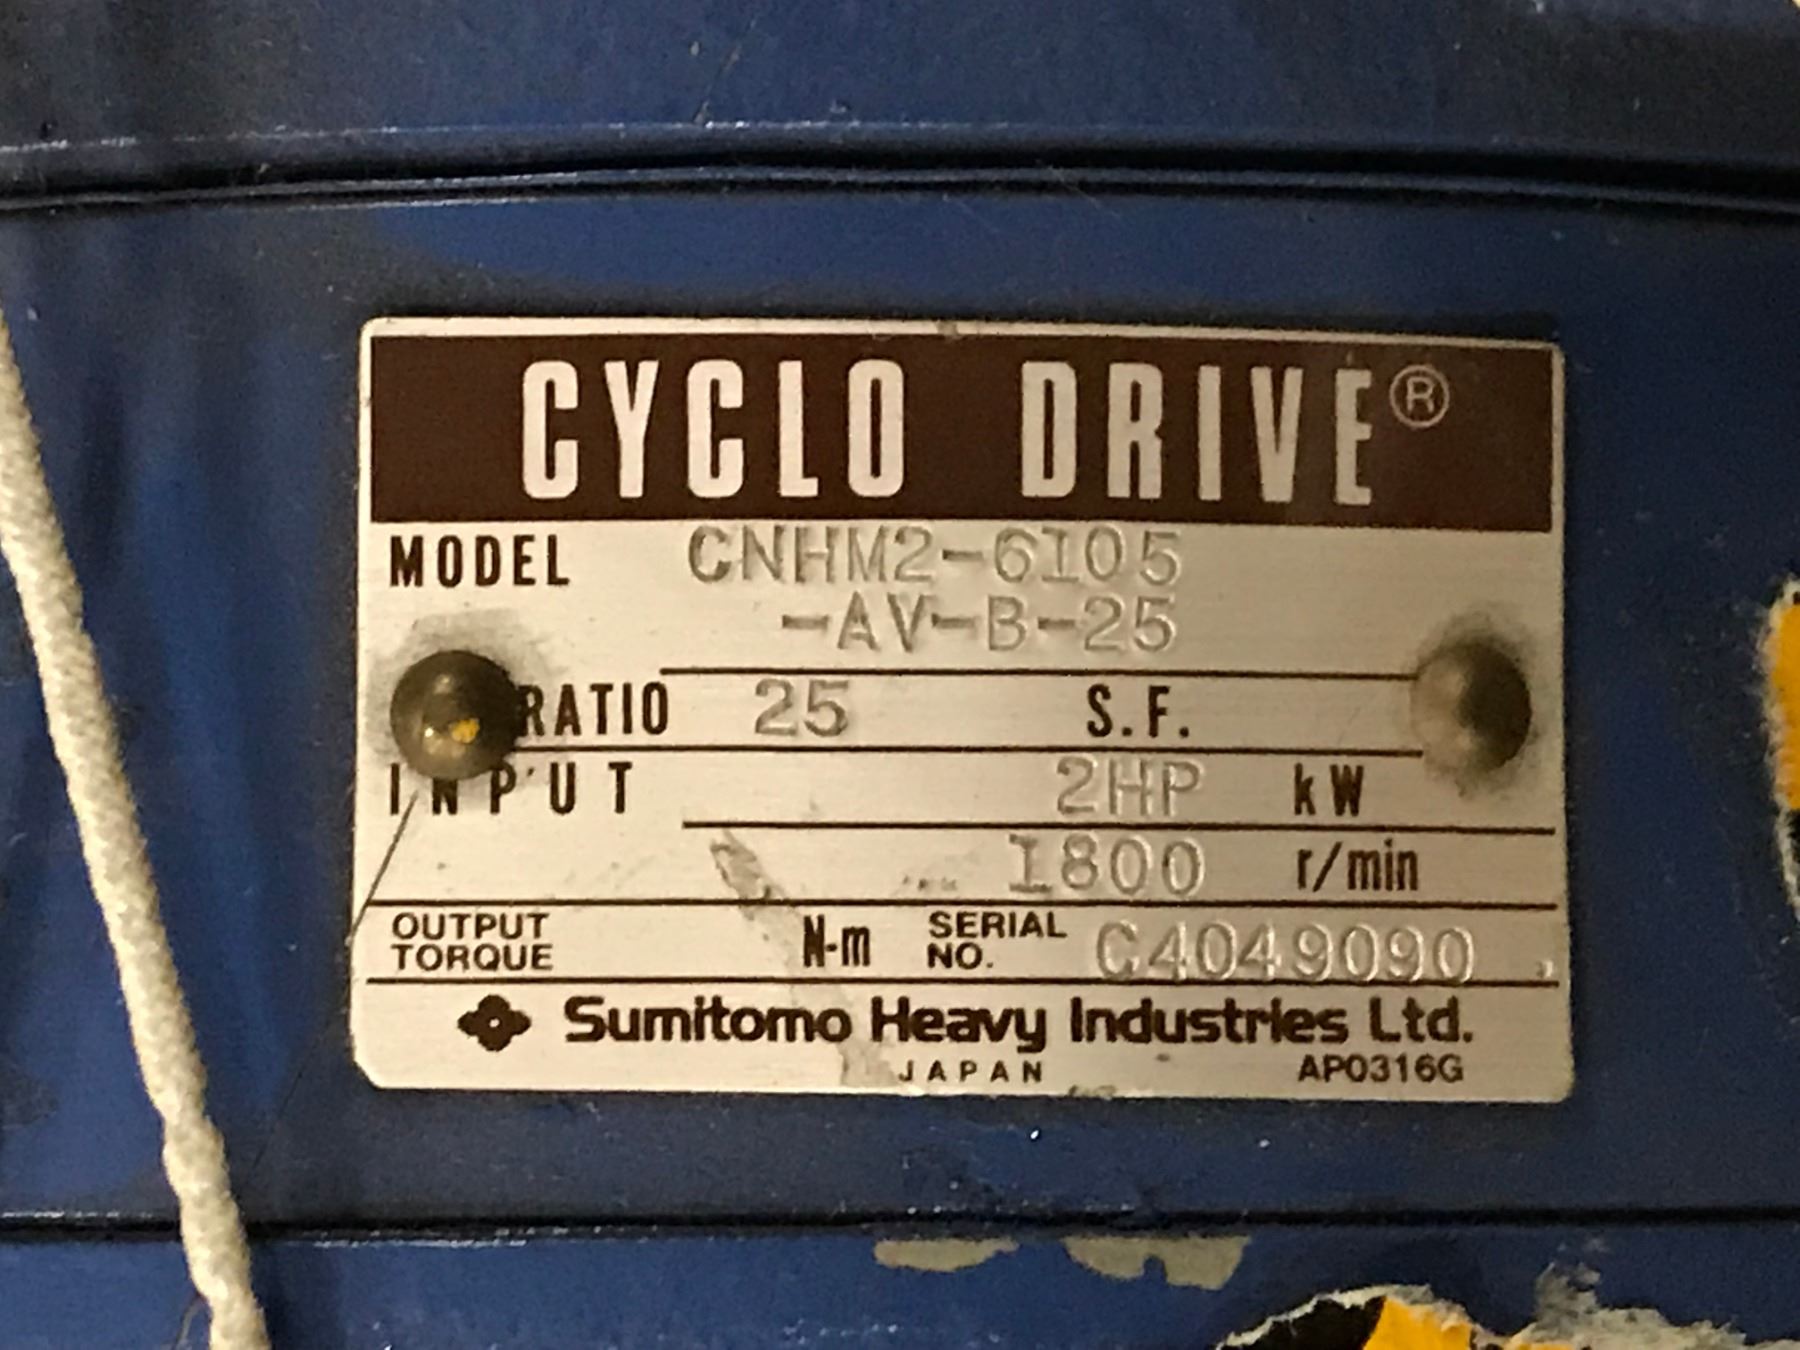 CYCLO DRIVE®
MODEL CNHM2-6105
-AV-B-25
RATIO 25 S.F.
INPUT 2HP kW
1800 r/min
OUTPUT TORQUE N-m SERIAL NO. C4049090
Sumitomo Heavy Industries Ltd.
JAPAN AP0316G